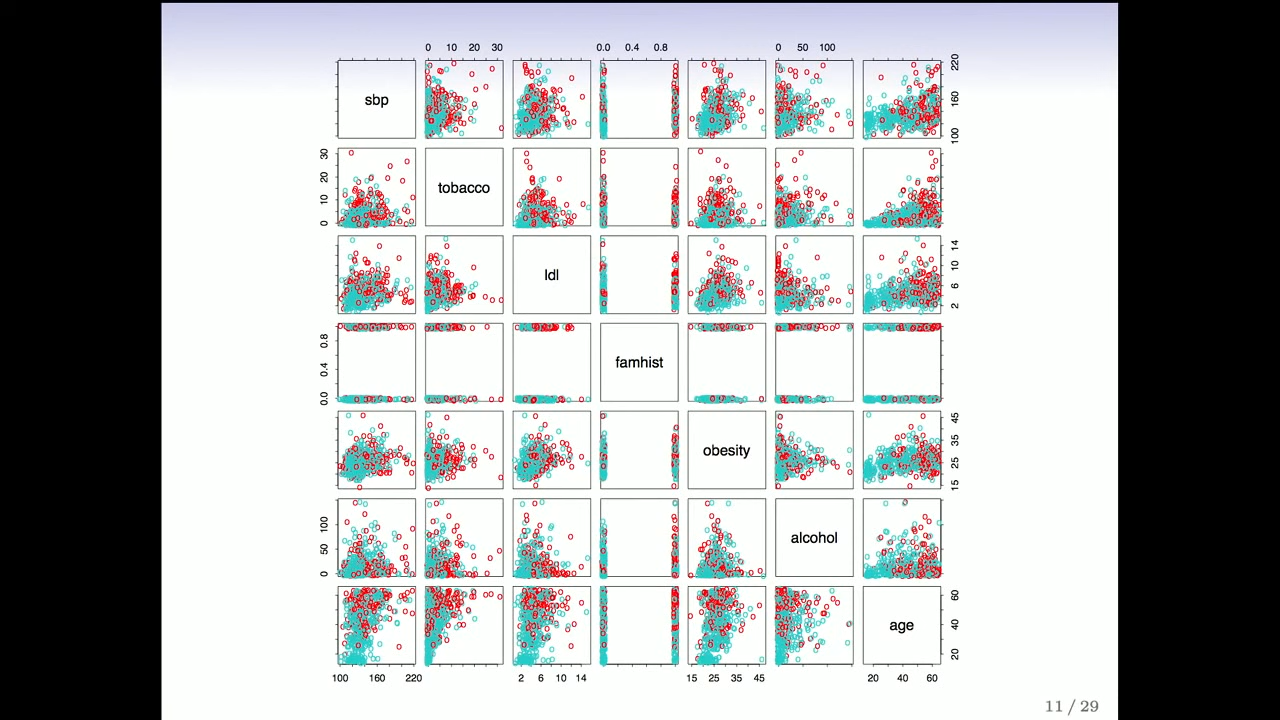 0 10 20 30 0.0 0.4 0.8 0 50 100
sbp
100 160 220
tobacco
0 10 20 30
ldl
2 6 10 14
famhist
0.0 0.4 0.8
obesity
15 25 35 45
alcohol
0 50 100
age
20 40 60
100 160 220 2 6 10 14 15 25 35 45 20 40 60
11 / 29